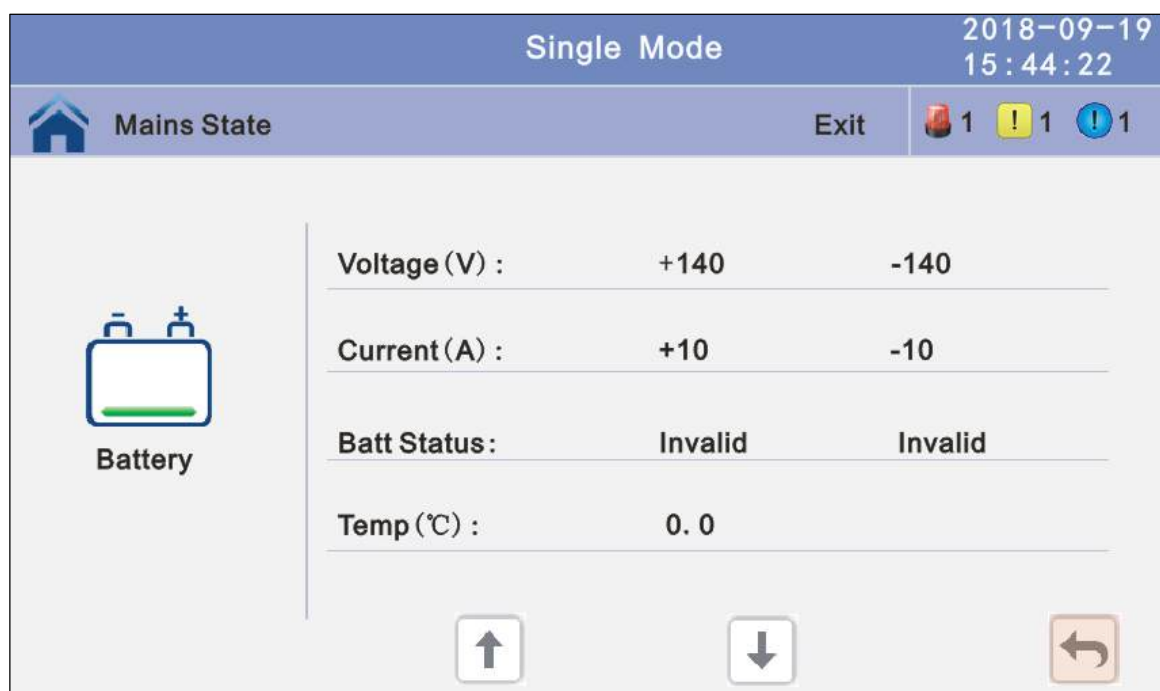 Single Mode
2018-09-19
15:44:22
Mains State Exit 1 ! 1 ! 1
Voltage(V): +140 -140
Current(A): +10 -10
Batt Status: Invalid Invalid
Temp(℃): 0.0
- +
Battery